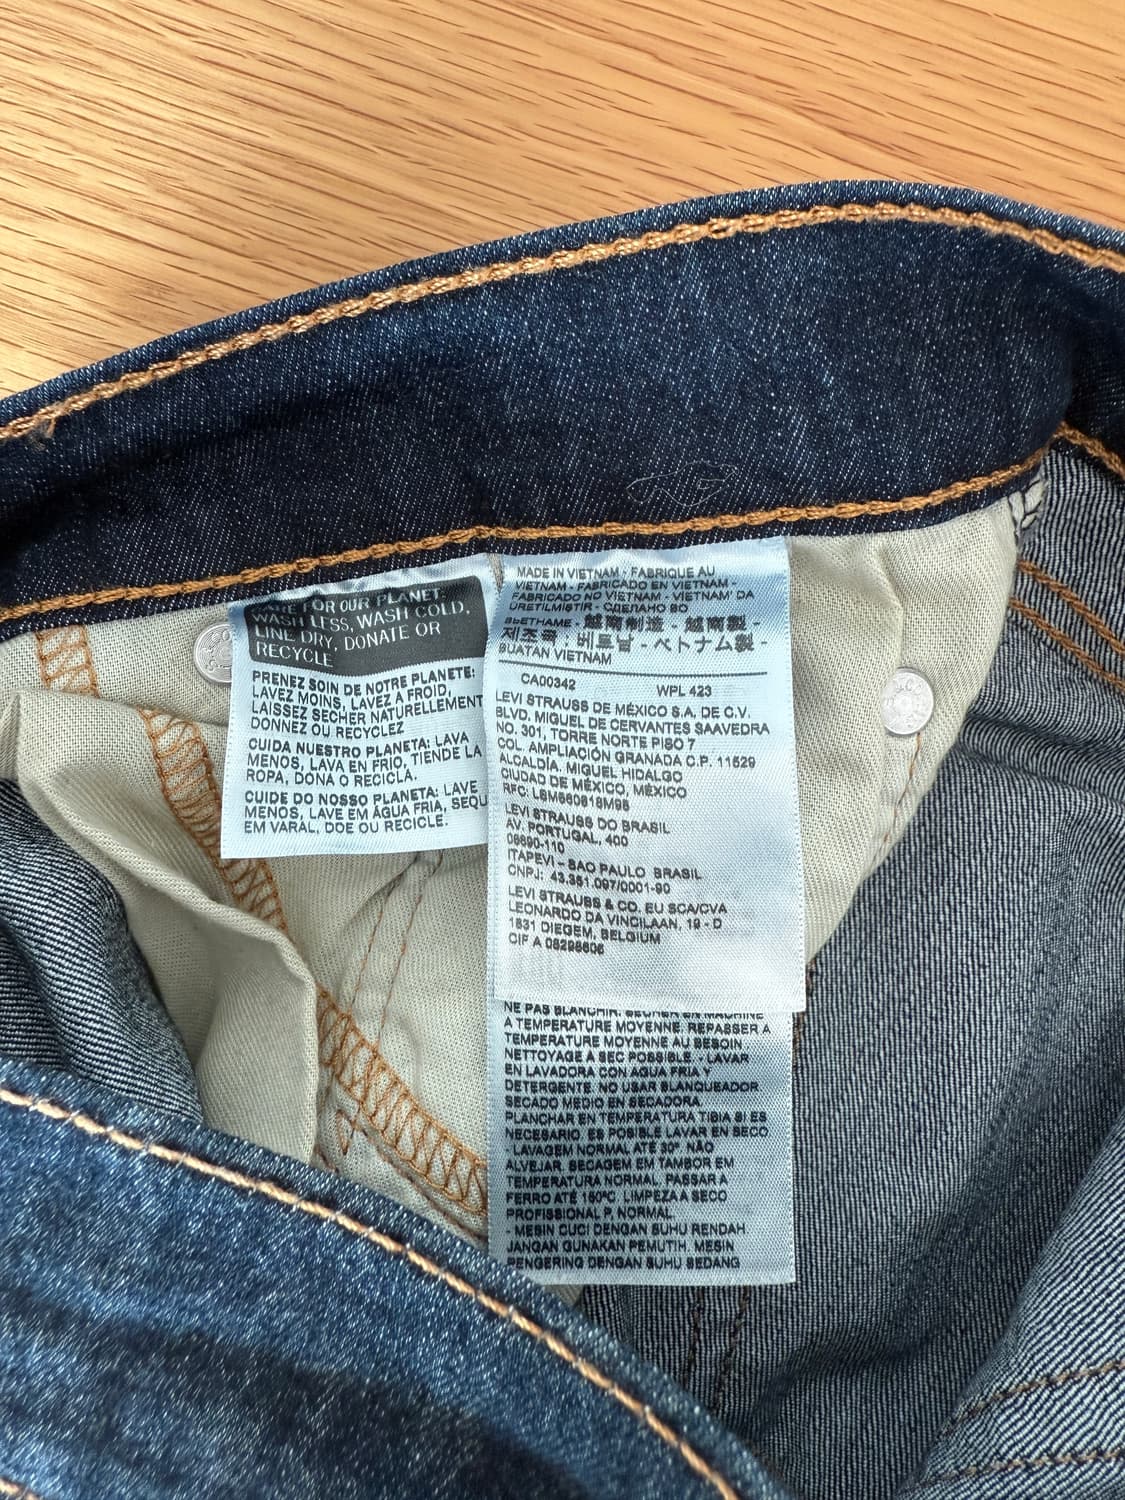 CARE FOR OUR PLANET
WASH LESS, WASH COLD,
LINE DRY, DONATE OR
RECYCLE
PRENEZ SOIN DE NOTRE PLANETE:
LAVEZ MOINS, LAVEZ A FROID,
LAISSEZ SECHER NATURELLEMENT
DONNEZ OU RECYCLEZ
CUIDA NUESTRO PLANETA: LAVA
MENOS, LAVA EN FRIO, TIENDE LA
ROPA, DONA O RECICLA.
CUIDE DO NOSSO PLANETA: LAVE
MENOS, LAVE EM ÁGUA FRIA, SEQU
EM VARAL, DOE OU RECICLE.
MADE IN VIETNAM - FABRIQUE AU
VIETNAM - FABRICADO EN VIETNAM -
FABRICADO NO VIETNAM - VIETNAM' DA
ÜRETILMISTIR - СДЕЛАНО ВО
ВЬЕТНАМЕ - 越南制造 - 越南製 -
제조국 : 베트남 - ベトナム製 -
BUATAN VIETNAM
CA00342 WPL 423
LEVI STRAUSS DE MÉXICO S.A. DE C.V.
BLVD. MIGUEL DE CERVANTES SAAVEDRA
NO. 301, TORRE NORTE PISO 7
COL. AMPLIACIÓN GRANADA C.P. 11529
ALCALDÍA. MIGUEL HIDALGO
CIUDAD DE MÉXICO, MÉXICO
RFC: LSM860818M98
LEVI STRAUSS DO BRASIL
AV. PORTUGAL, 400
06690-110
ITAPEVI - SAO PAULO BRASIL
CNPJ: 43.351.097/0001-90
LEVI STRAUSS & CO. EU SCA/CVA
LEONARDO DA VINCILAAN, 19 - D
1831 DIEGEM, BELGIUM
CIF A 08298606
NE PAS BLANCHIR. SECHER EN MACHINE
A TEMPERATURE MOYENNE. REPASSER A
TEMPERATURE MOYENNE AU BESOIN.
NETTOYAGE A SEC POSSIBLE. - LAVAR
EN LAVADORA CON AGUA FRIA Y
DETERGENTE. NO USAR BLANQUEADOR.
SECADO MEDIO EN SECADORA.
PLANCHAR EN TEMPERATURA TIBIA SI ES
NECESARIO. ES POSIBLE LAVAR EN SECO.
- LAVAGEM NORMAL ATÉ 30° NÃO
ALVEJAR. SECAGEM EM TAMBOR EM
TEMPERATURA NORMAL. PASSAR A
FERRO ATÉ 150ºC. LIMPEZA A SECO
PROFISSIONAL P, NORMAL.
- MESIN CUCI DENGAN SUHU RENDAH.
JANGAN GUNAKAN PEMUTIH. MESIN
PENGERING DENGAN SUHU SEDANG